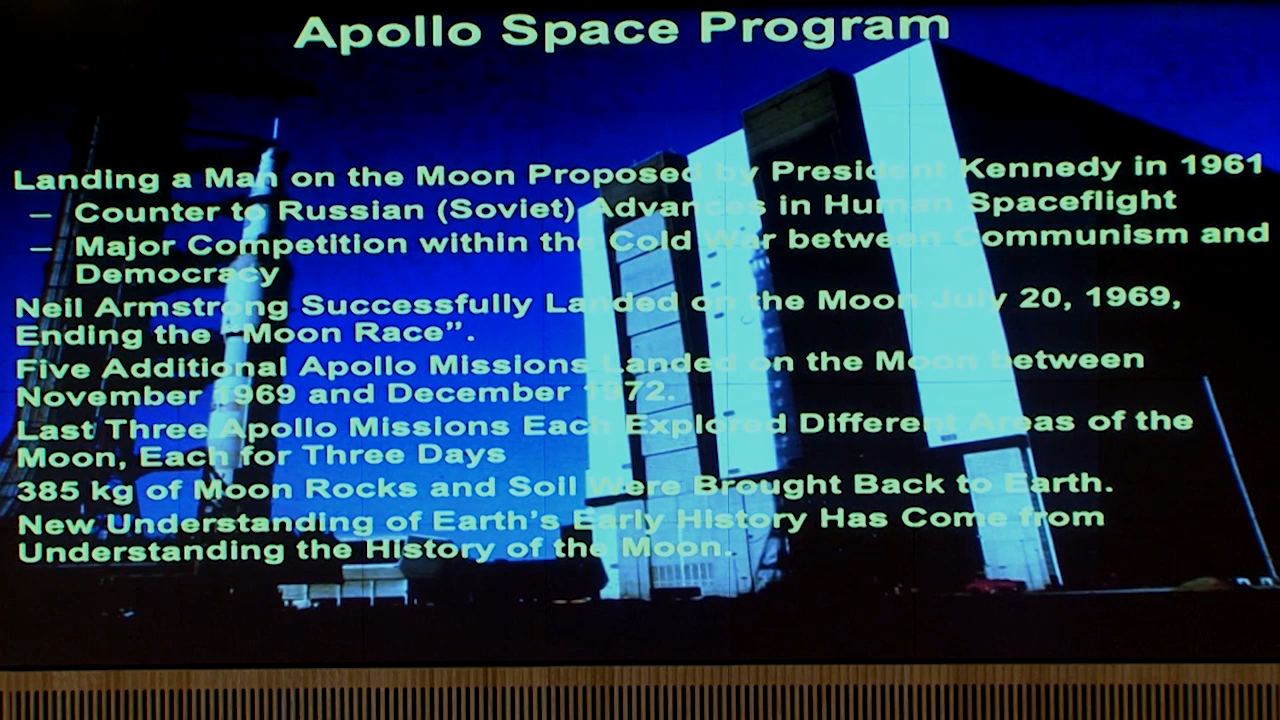 Apollo Space Program
Landing a Man on the Moon Proposed by President Kennedy in 1961
– Counter to Russian (Soviet) Advances in Human Spaceflight
– Major Competition within the Cold War between Communism and
Democracy
Neil Armstrong Successfully Landed on the Moon July 20, 1969,
Ending the “Moon Race”.
Five Additional Apollo Missions Landed on the Moon between
November 1969 and December 1972.
Last Three Apollo Missions Each Explored Different Areas of the
Moon, Each for Three Days
385 kg of Moon Rocks and Soil Were Brought Back to Earth.
New Understanding of Earth’s Early History Has Come from
Understanding the History of the Moon.